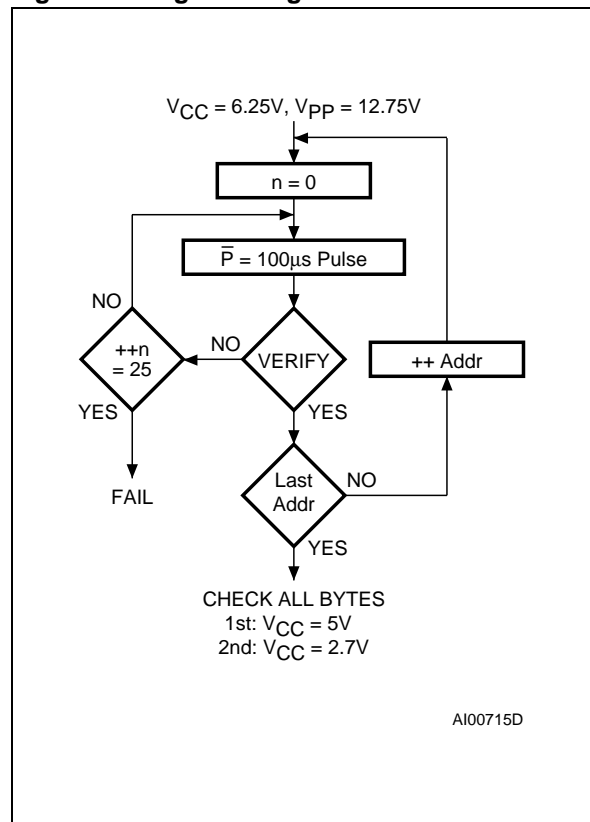 VCC = 6.25V, VPP = 12.75V
n = 0
P̅ = 100µs Pulse
NO
++n
= 25
NO
VERIFY
++ Addr
YES
YES
FAIL
Last
Addr
NO
YES
CHECK ALL BYTES
1st: VCC = 5V
2nd: VCC = 2.7V
AI00715D